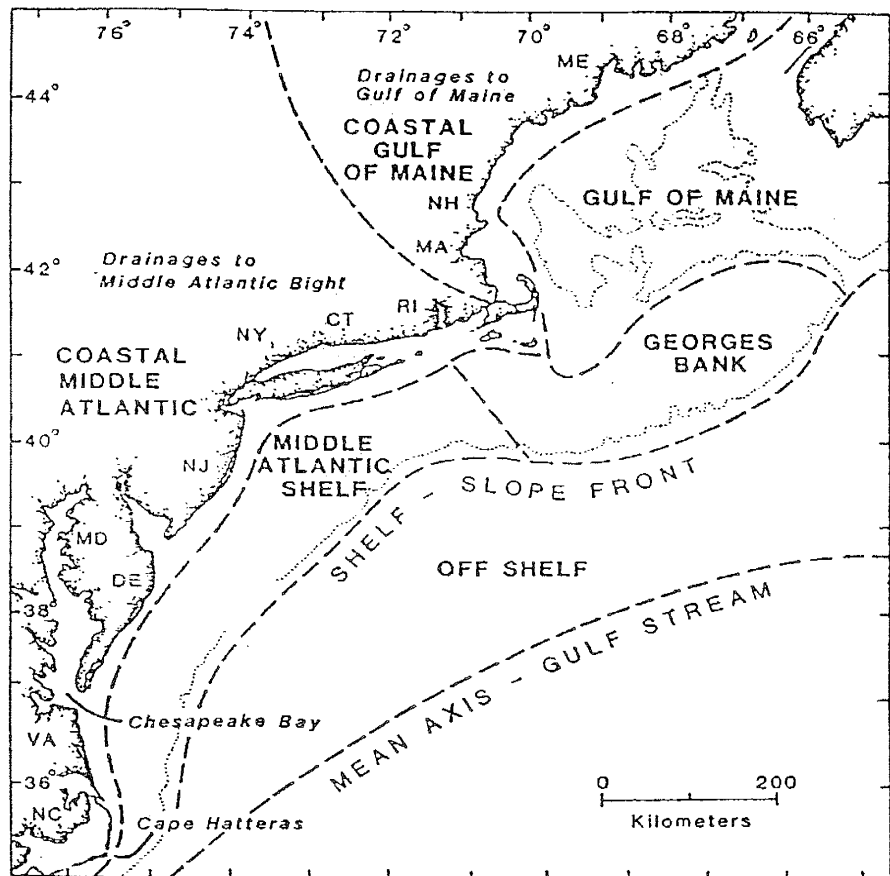 76°
74°
72°
70°
68°
66°
ME
Drainages to
Gulf of Maine
44°
COASTAL
GULF
OF MAINE
GULF OF MAINE
NH
MA
42°
Drainages to
Middle Atlantic Bight
RI
CT
NY
GEORGES
BANK
COASTAL
MIDDLE
ATLANTIC
40°
MIDDLE
ATLANTIC
SHELF
NJ
SHELF - SLOPE FRONT
MD
DE
OFF SHELF
38°
MEAN AXIS - GULF STREAM
Chesapeake Bay
VA
36°
0 200
Kilometers
NC
Cape Hatteras